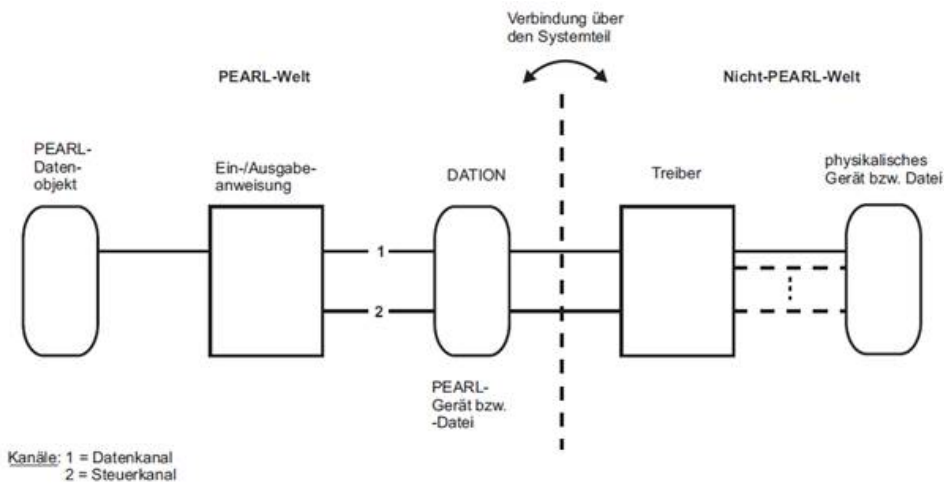 Verbindung über
den Systemteil
PEARL-Welt
Nicht-PEARL-Welt
PEARL-
Daten-
objekt
Ein-/Ausgabe-
anweisung
DATION
Treiber
physikalisches
Gerät bzw. Datei
1
2
PEARL-
Gerät bzw.
-Datei
Kanäle: 1 = Datenkanal
2 = Steuerkanal